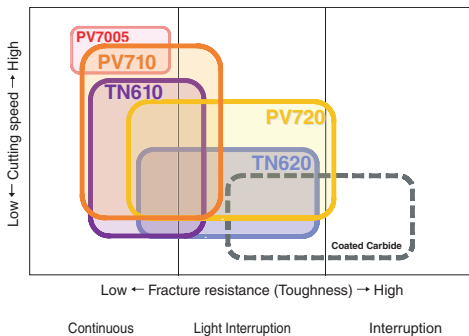 PV7005
PV710
TN610
PV720
TN620
Coated Carbide
Low ← Cutting speed → High
Low ← Fracture resistance (Toughness) → High
Continuous Light Interruption Interruption